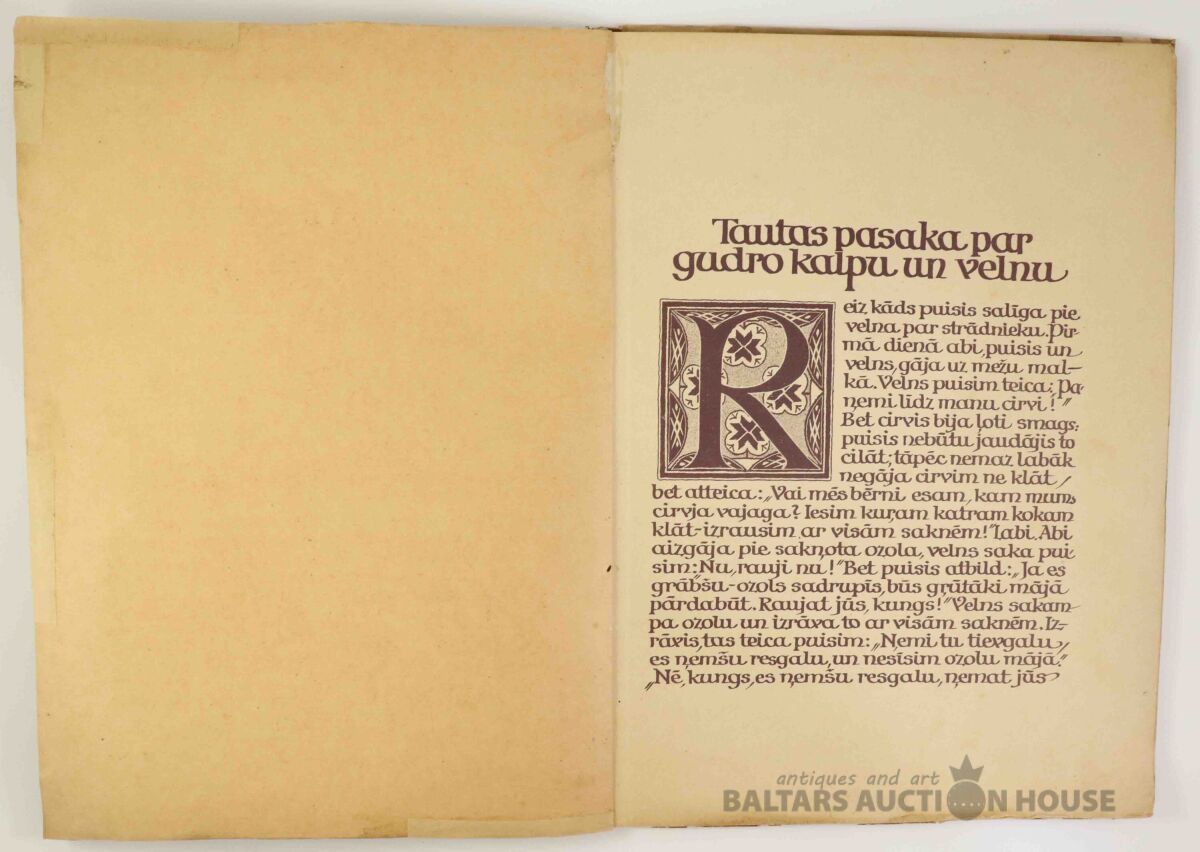 Tautas pasaka par
gudro kalpu un velnu
Reiz kāds puisis salīga pie
velna par strādnieku. Pir-
mā dienā abi, puisis un
velns, gāja uz mežu mal-
kā. Velns puisim teica: „Pa-
ņemi līdz manu cirvi!"
Bet cirvis bija ļoti smags:
puisis nebūtu jaudājis to
cilāt; tāpēc nemaz labāk
negāja cirvim ne klāt,
bet atteica: „Vai mēs bērni esam, kam mums
cirvja vajaga? Iesim kuŗam katram kokam
klāt-izrausim ar visām saknēm!" Labi. Abi
aizgāja pie sakņota ozola, velns saka pui-
sim: „Nu, rauji nu!" Bet puisis atbild: „Ja es
grābšu-ozols sadrupīs, būs grūtāki mājā
pārdabūt. Raujat jūs, kungs!" Velns sakam-
pa ozolu un izrāva to ar visām saknēm. Iz-
rāvis, tas teica puisim: „Ņemi tu tievgalu,
es ņemšu resgalu, un nesīsim ozolu mājā."
„Nē, kungs, es ņemšu resgalu, ņemat jūs
antiques and art
BALTARS AUCTION HOUSE